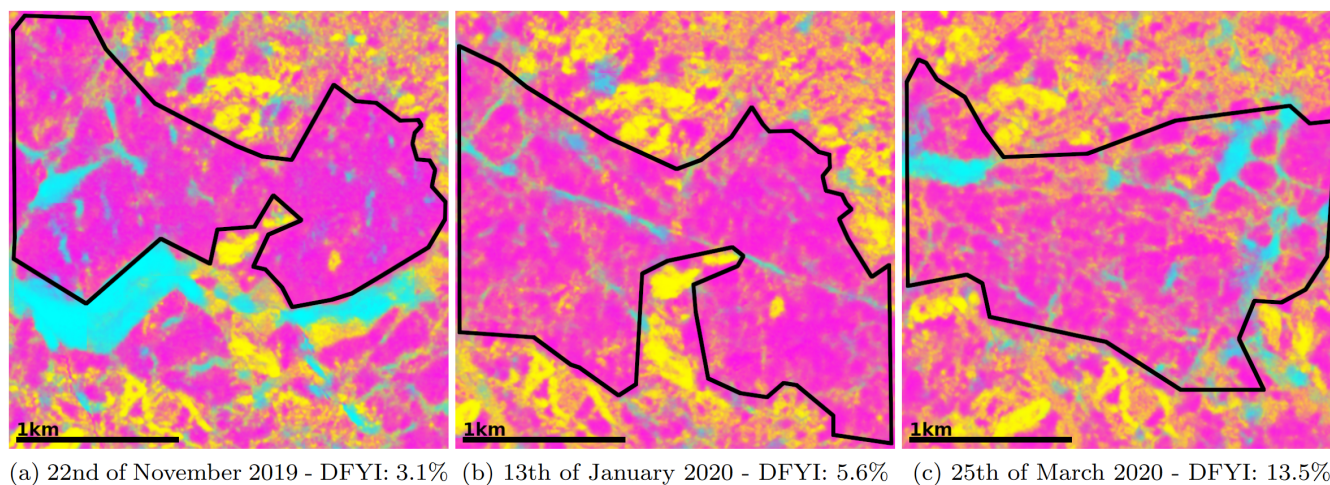 1km 1km 1km
(a) 22nd of November 2019 - DFYI: 3.1% (b) 13th of January 2020 - DFYI: 5.6% (c) 25th of March 2020 - DFYI: 13.5%